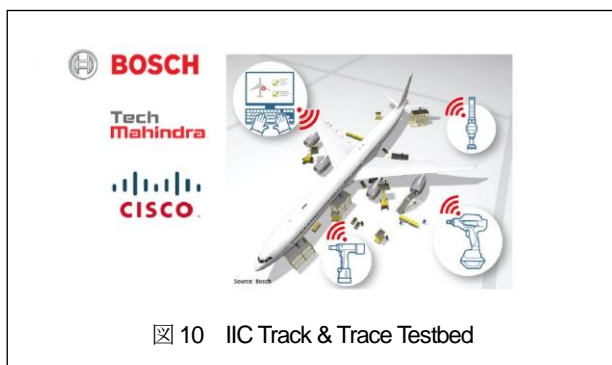 BOSCH
Tech
Mahindra
CISCO
Source: Bosch
図 10 IIC Track & Trace Testbed